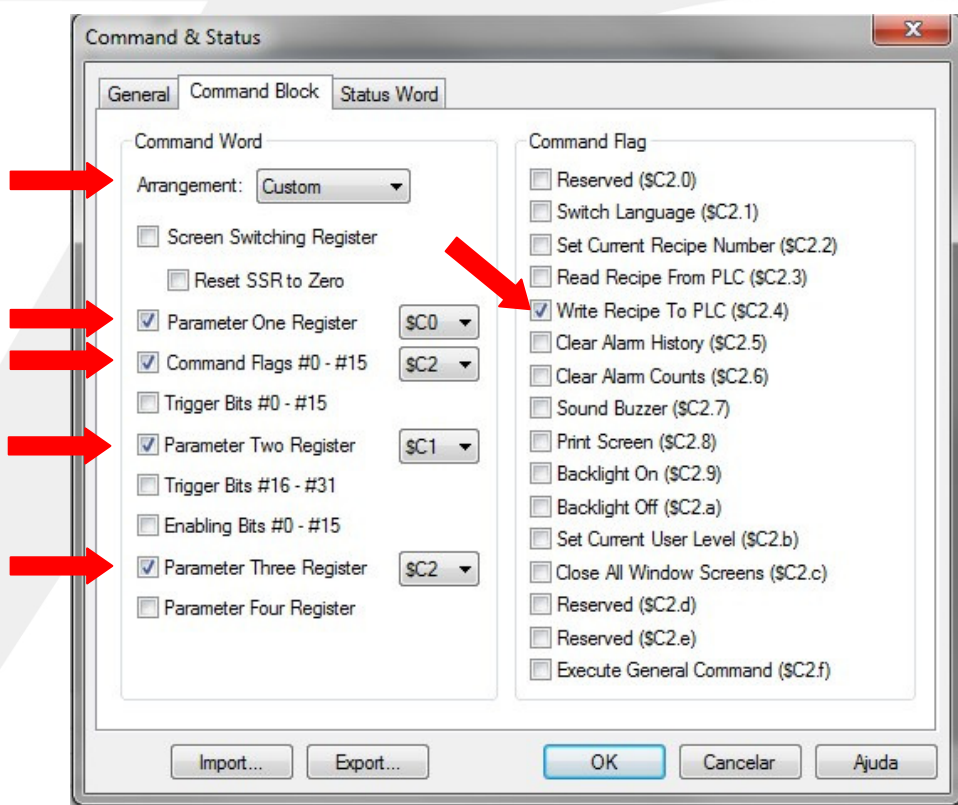 Command & Status
General Command Block Status Word
Command Word
Arrangement: Custom
Screen Switching Register
Reset SSR to Zero
Parameter One Register $C0
Command Flags #0 - #15 $C2
Trigger Bits #0 - #15
Parameter Two Register $C1
Trigger Bits #16 - #31
Enabling Bits #0 - #15
Parameter Three Register $C2
Parameter Four Register
Command Flag
Reserved ($C2.0)
Switch Language ($C2.1)
Set Current Recipe Number ($C2.2)
Read Recipe From PLC ($C2.3)
Write Recipe To PLC ($C2.4)
Clear Alarm History ($C2.5)
Clear Alarm Counts ($C2.6)
Sound Buzzer ($C2.7)
Print Screen ($C2.8)
Backlight On ($C2.9)
Backlight Off ($C2.a)
Set Current User Level ($C2.b)
Close All Window Screens ($C2.c)
Reserved ($C2.d)
Reserved ($C2.e)
Execute General Command ($C2.f)
Import... Export... OK Cancelar Ajuda